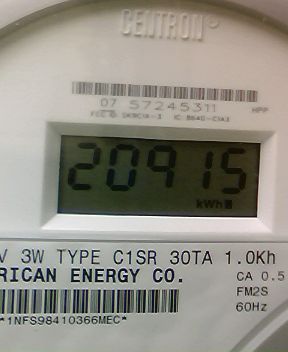 CENTRON®
07 57245311 HPP
20915
kWh
V 3W TYPE C1SR 30TA 1.0Kh
RICAN ENERGY CO. CA 0.5
FM2S
*1NFS98410366MEC* 60Hz